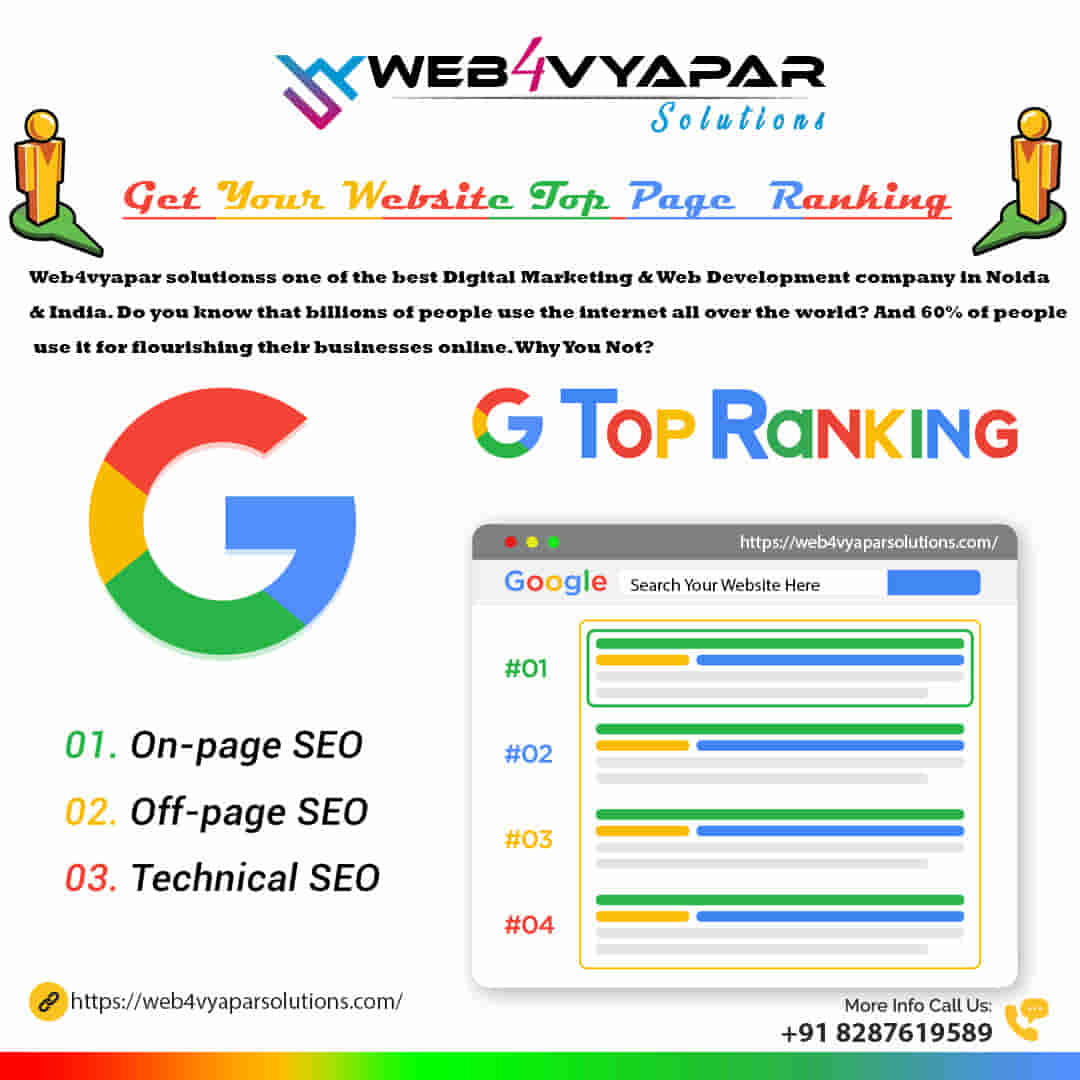 WEB4VYAPAR
Solutions
Get Your Website Top Page Ranking
Web4vyapar solutionss one of the best Digital Marketing & Web Development company in Noida
& India. Do you know that billions of people use the internet all over the world? And 60% of people
use it for flourishing their businesses online. Why You Not?
G TOP RANKING
https://web4vyaparsolutions.com/
Google Search Your Website Here
#01
#02
#03
#04
01. On-page SEO
02. Off-page SEO
03. Technical SEO
https://web4vyaparsolutions.com/
More Info Call Us:
+91 8287619589